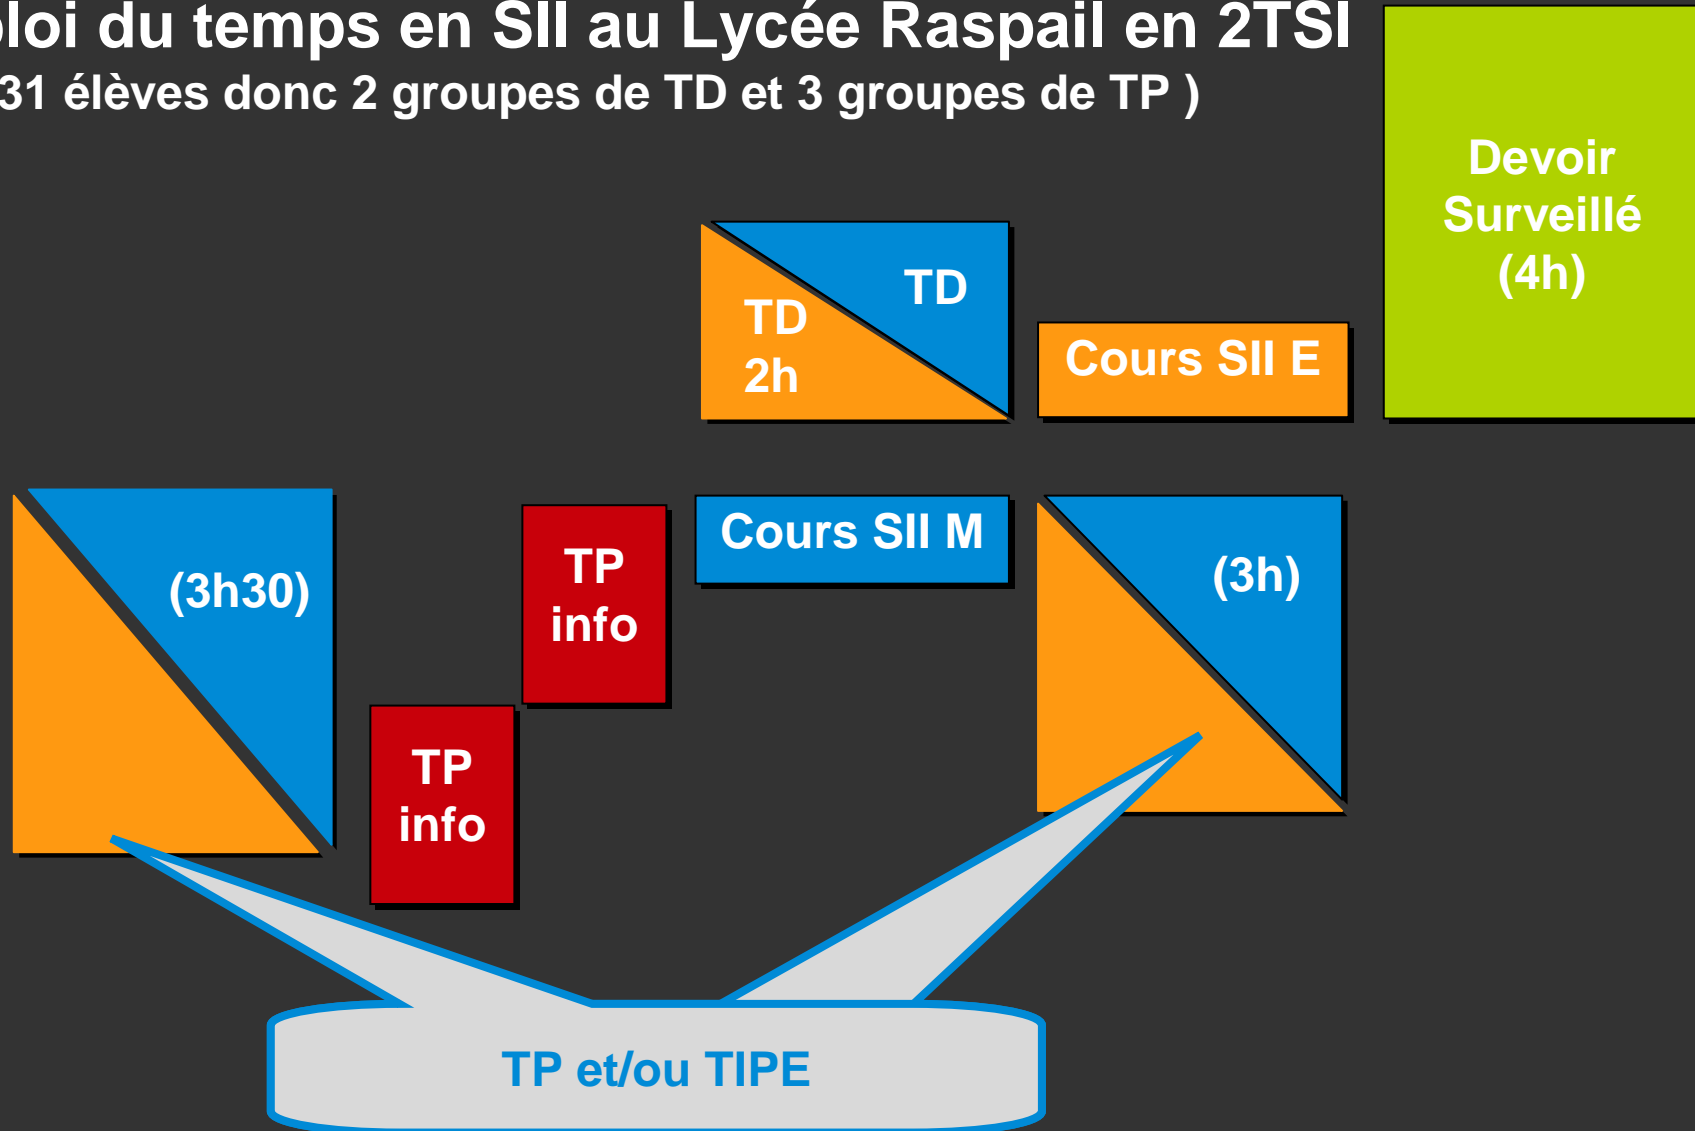 ploi du temps en SII au Lycée Raspail en 2TSI
31 élèves donc 2 groupes de TD et 3 groupes de TP )
Devoir
Surveillé
(4h)
TD
TD
2h
Cours SII E
(3h30)
TP
info
Cours SII M
(3h)
TP
info
TP et/ou TIPE